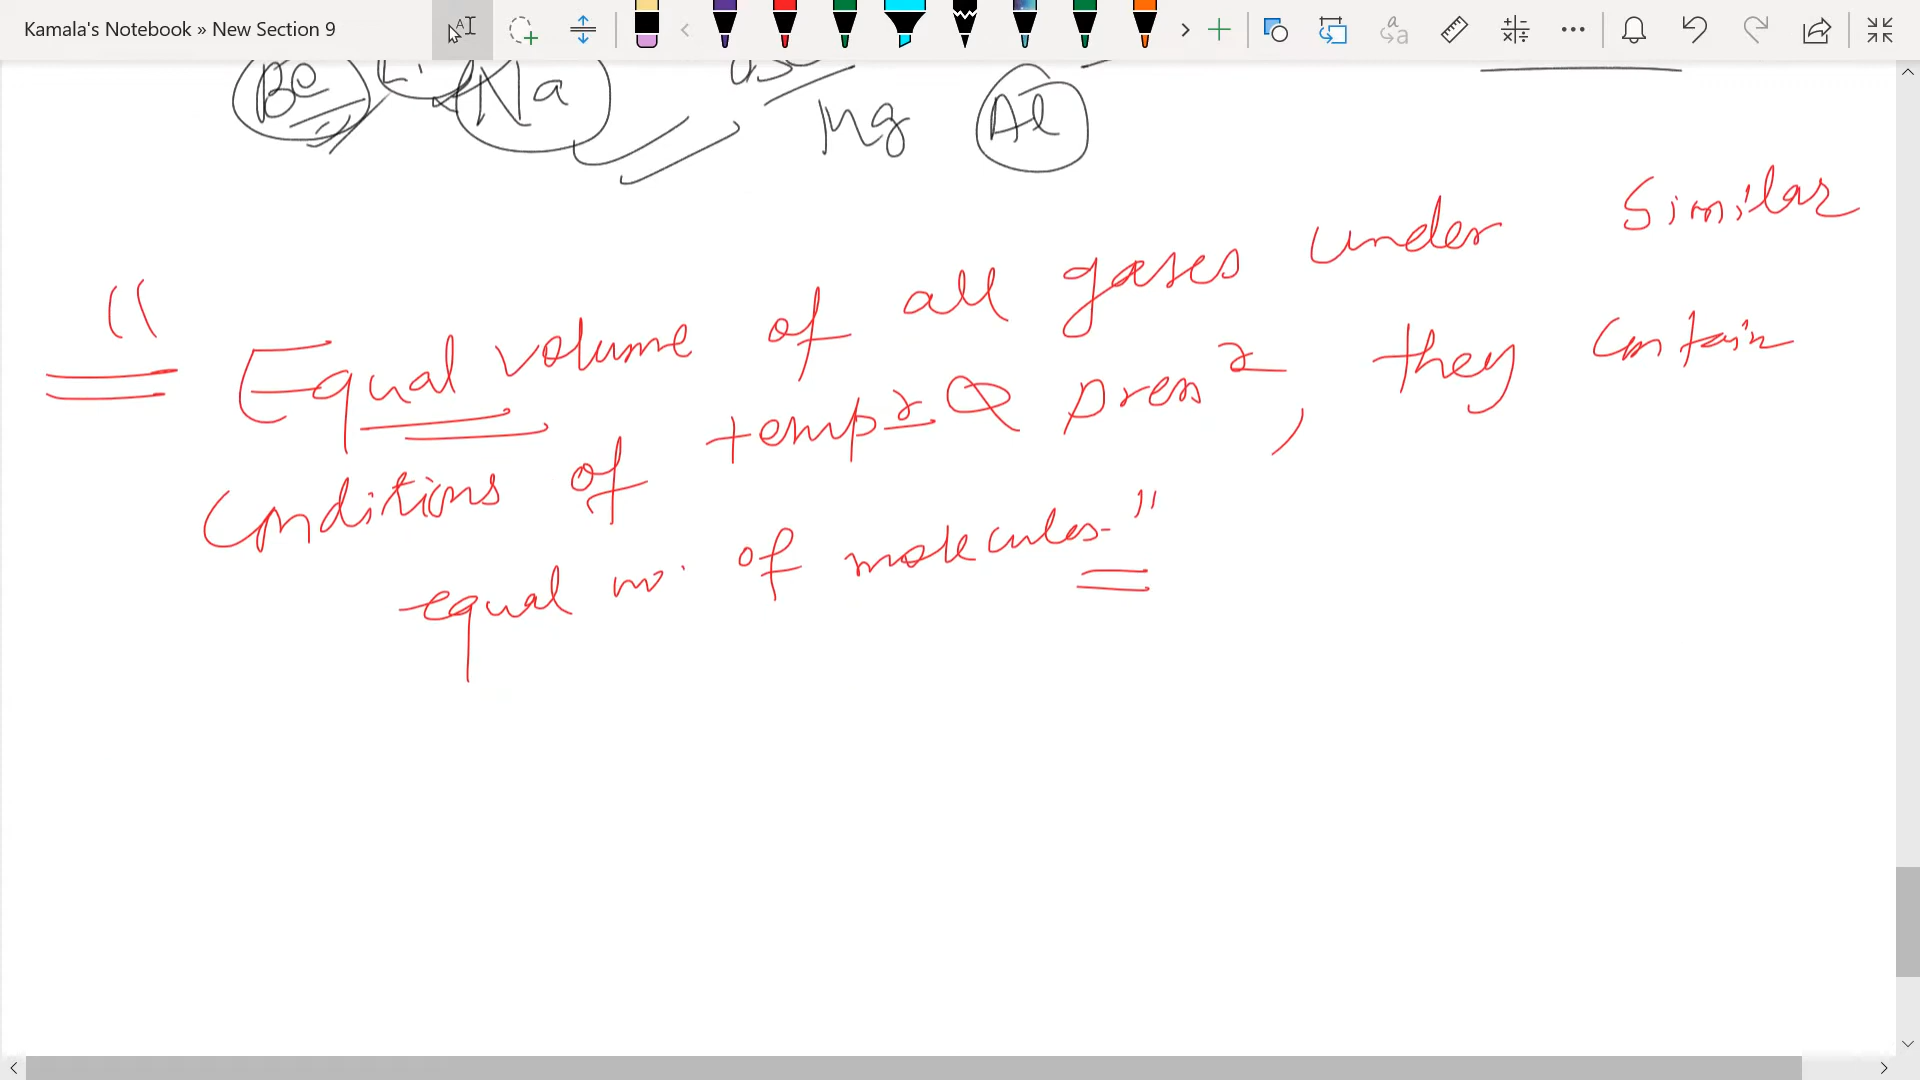 Kamala's Notebook » New Section 9
Be Na
Mg Al
" Equal volume of all gases under similar
conditions of temp r & press r, they contain
equal no. of molecules "